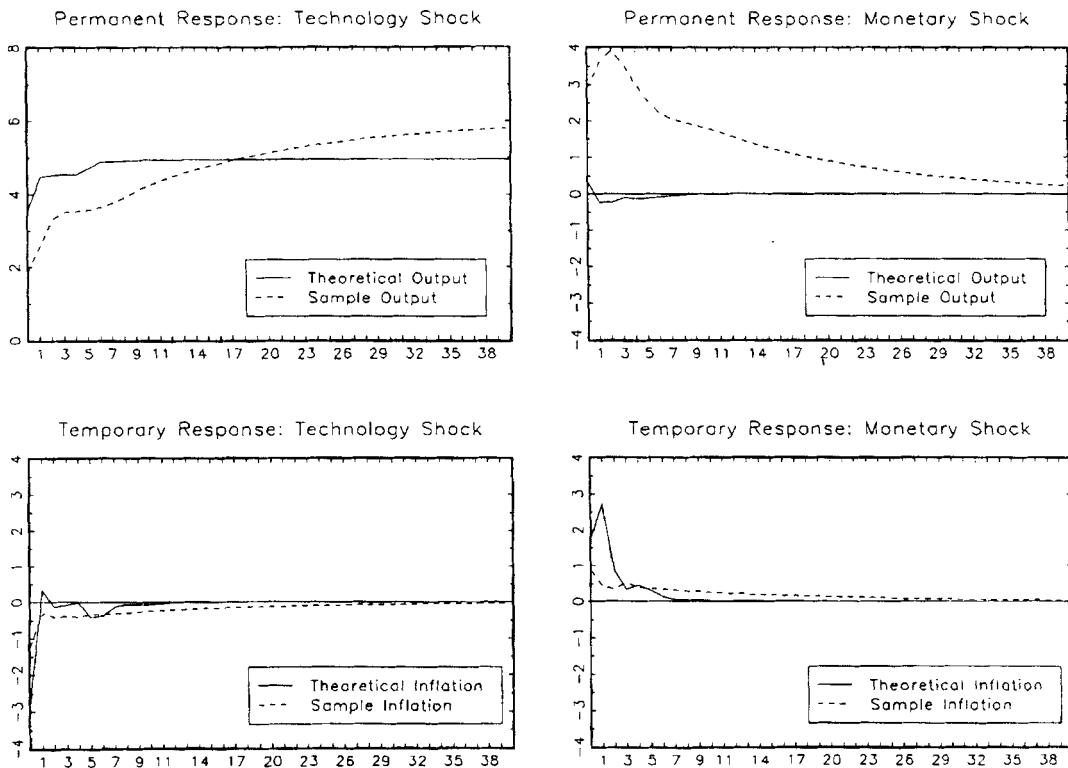 Permanent Response: Technology Shock
8
6
4
2
0
Theoretical Output
Sample Output
1 3 5 7 9 11 14 17 20 23 26 29 32 35 38
Permanent Response: Monetary Shock
4
3
2
1
0
-1
-2
-3
-4
Theoretical Output
Sample Output
1 3 5 7 9 11 14 17 20 23 26 29 32 35 38
Temporary Response: Technology Shock
4
3
2
1
0
-1
-2
-3
-4
Theoretical Inflation
Sample Inflation
1 3 5 7 9 11 14 17 20 23 26 29 32 35 38
Temporary Response: Monetary Shock
4
3
2
1
0
-1
-2
-3
-4
Theoretical Inflation
Sample Inflation
1 3 5 7 9 11 14 17 20 23 26 29 32 35 38